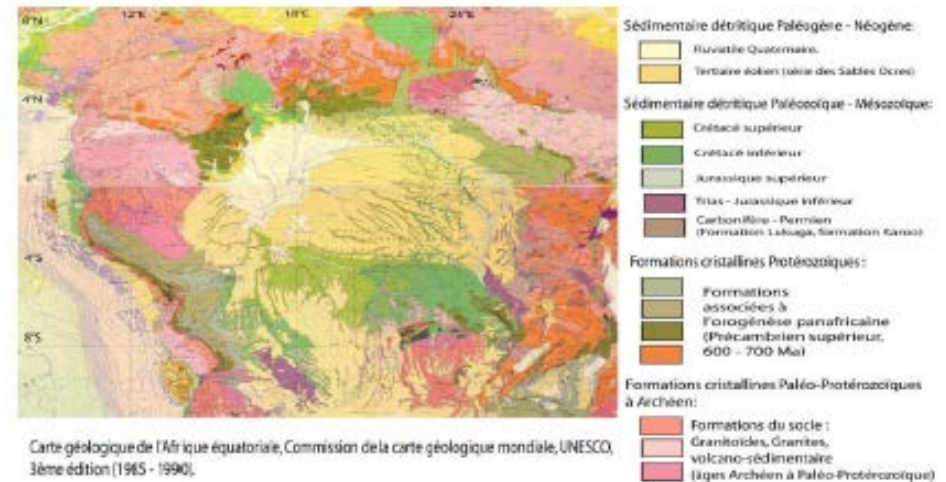 8°N
12°E
18°E
24°E
4°N
0°
4°S
8°S
Sédimentaire détritique Paléogène - Néogène:
Fluviatile Quaternaire.
Tertiaire éolien (série des Sables Ocres)
Sédimentaire détritique Paléozoïque - Mésozoïque:
Crétacé supérieur
Crétacé inférieur
Jurassique supérieur
Trias - Jurassique inférieur
Carbonifère - Permien
(Formation Lukuga, formation Karoo)
Formations cristallines Protérozoïques:
Formations
associées à
l'orogénèse panafricaine
(Précambrien supérieur,
600 - 700 Ma)
Formations cristallines Paléo-Protérozoïques
à Archéen:
Formations du socle :
Granitoïdes, Granites,
volcano-sédimentaire
(âges Archéen à Paléo-Protérozoïque)
Carte géologique de l'Afrique équatoriale, Commission de la carte géologique mondiale, UNESCO,
3ème édition (1985 - 1990).